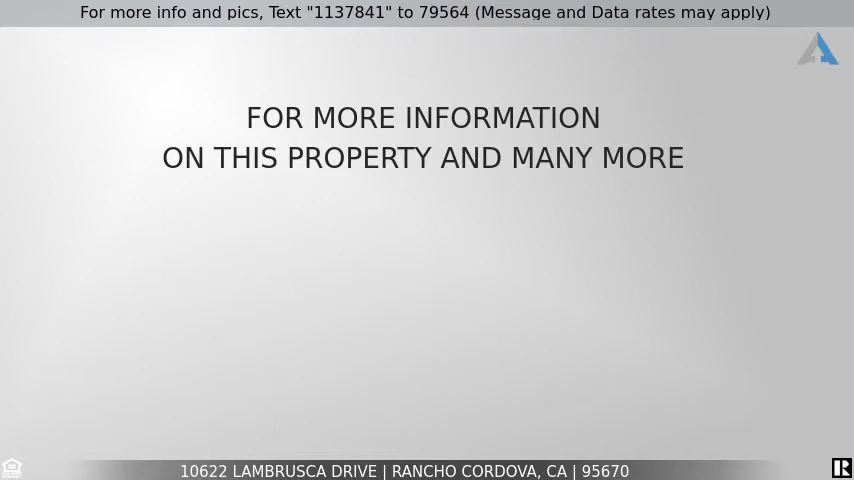 For more info and pics, Text "1137841" to 79564 (Message and Data rates may apply)
FOR MORE INFORMATION
ON THIS PROPERTY AND MANY MORE
10622 LAMBRUSCA DRIVE | RANCHO CORDOVA, CA | 95670